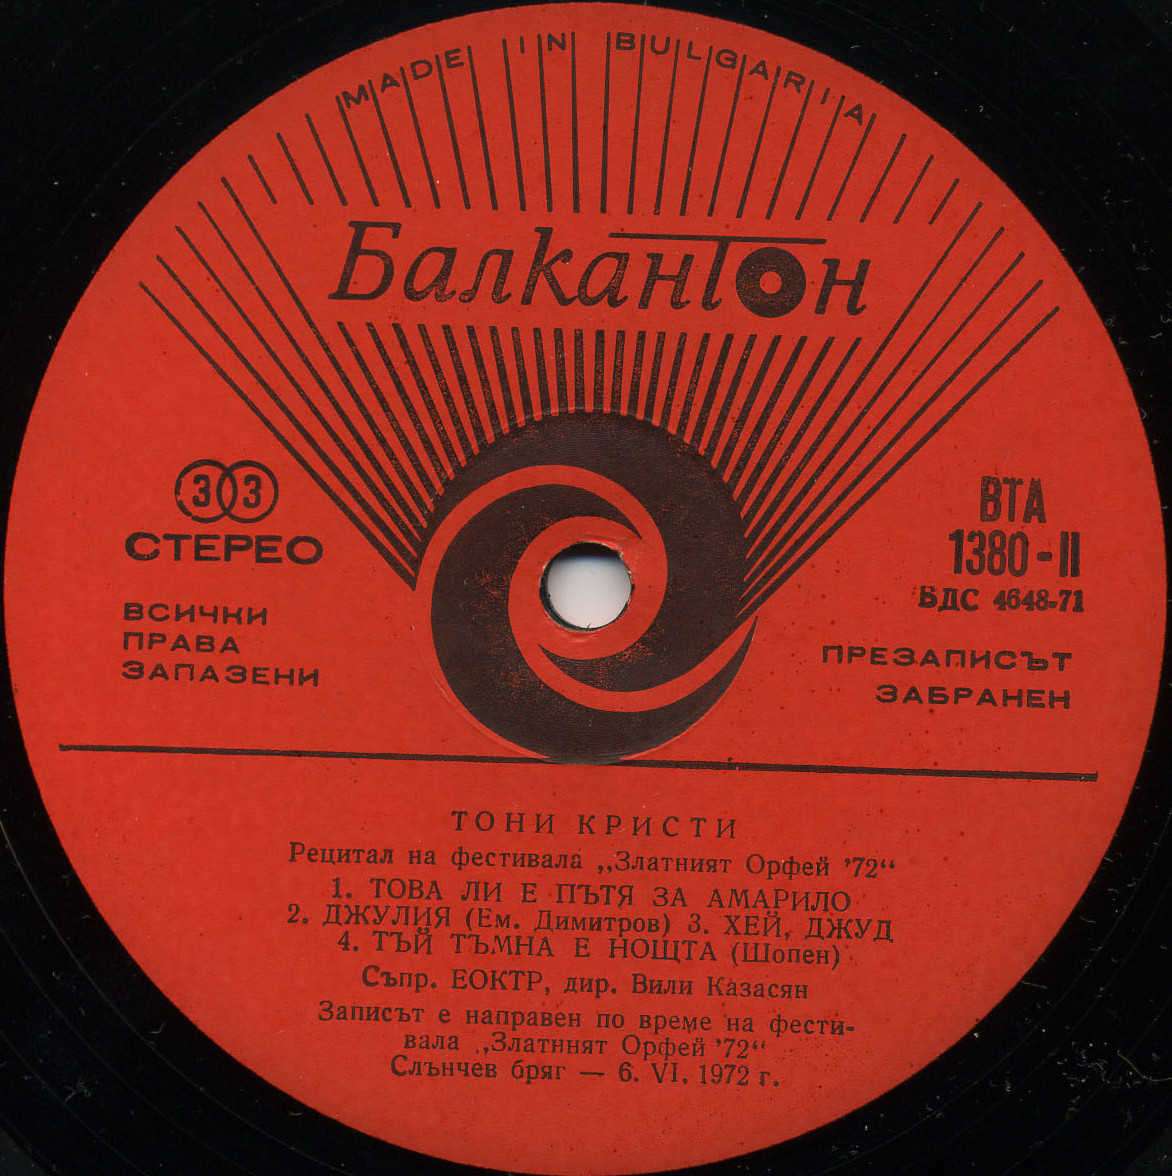 MADE IN BULGARIA
Балкантон
33
СТЕРЕО
ВСИЧКИ
ПРАВА
ЗАПАЗЕНИ
ВТА
1380-II
БДС 4648-71
ПРЕЗАПИСЪТ
ЗАБРАНЕН
ТОНИ КРИСТИ
Рецитал на фестивала „Златният Орфей '72“
1. ТОВА ЛИ Е ПЪТЯ ЗА АМАРИЛО
2. ДЖУЛИЯ (Ем. Димитров) 3. ХЕЙ, ДЖУД
4. ТЪЙ ТЪМНА Е НОЩТА (Шопен)
Съпр. ЕОКТР, дир. Вили Казасян
Записът е направен по време на фести-
вала „Златннят Орфей '72“
Слънчев бряг — 6. VI. 1972 г.